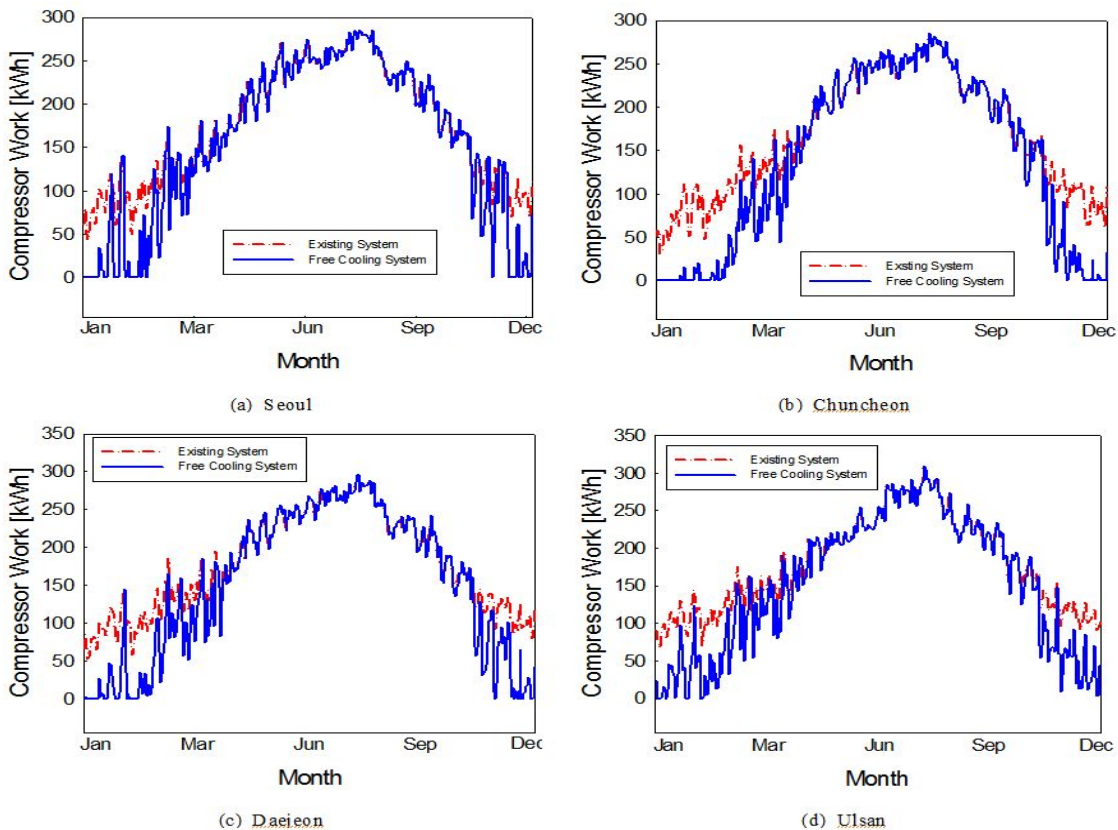 Compressor Work [kWh]
300
250
200
150
100
50
0
Existing System
Free Cooling System
Jan Mar Jun Sep Dec
Month
(a) Seoul
Compressor Work [kWh]
300
250
200
150
100
50
0
Exsting System
Free Cooling System
Jan Mar Jun Sep Dec
Month
(b) Chuncheon
Compressor Work [kWh]
350
300
250
200
150
100
50
0
Existing System
Free Cooling System
Jan Mar Jun Sep Dec
Month
(c) Daejeon
Compressor Work [kWh]
350
300
250
200
150
100
50
0
Existing System
Free Cooling System
Jan Mar Jun Sep Dec
Month
(d) Ulsan